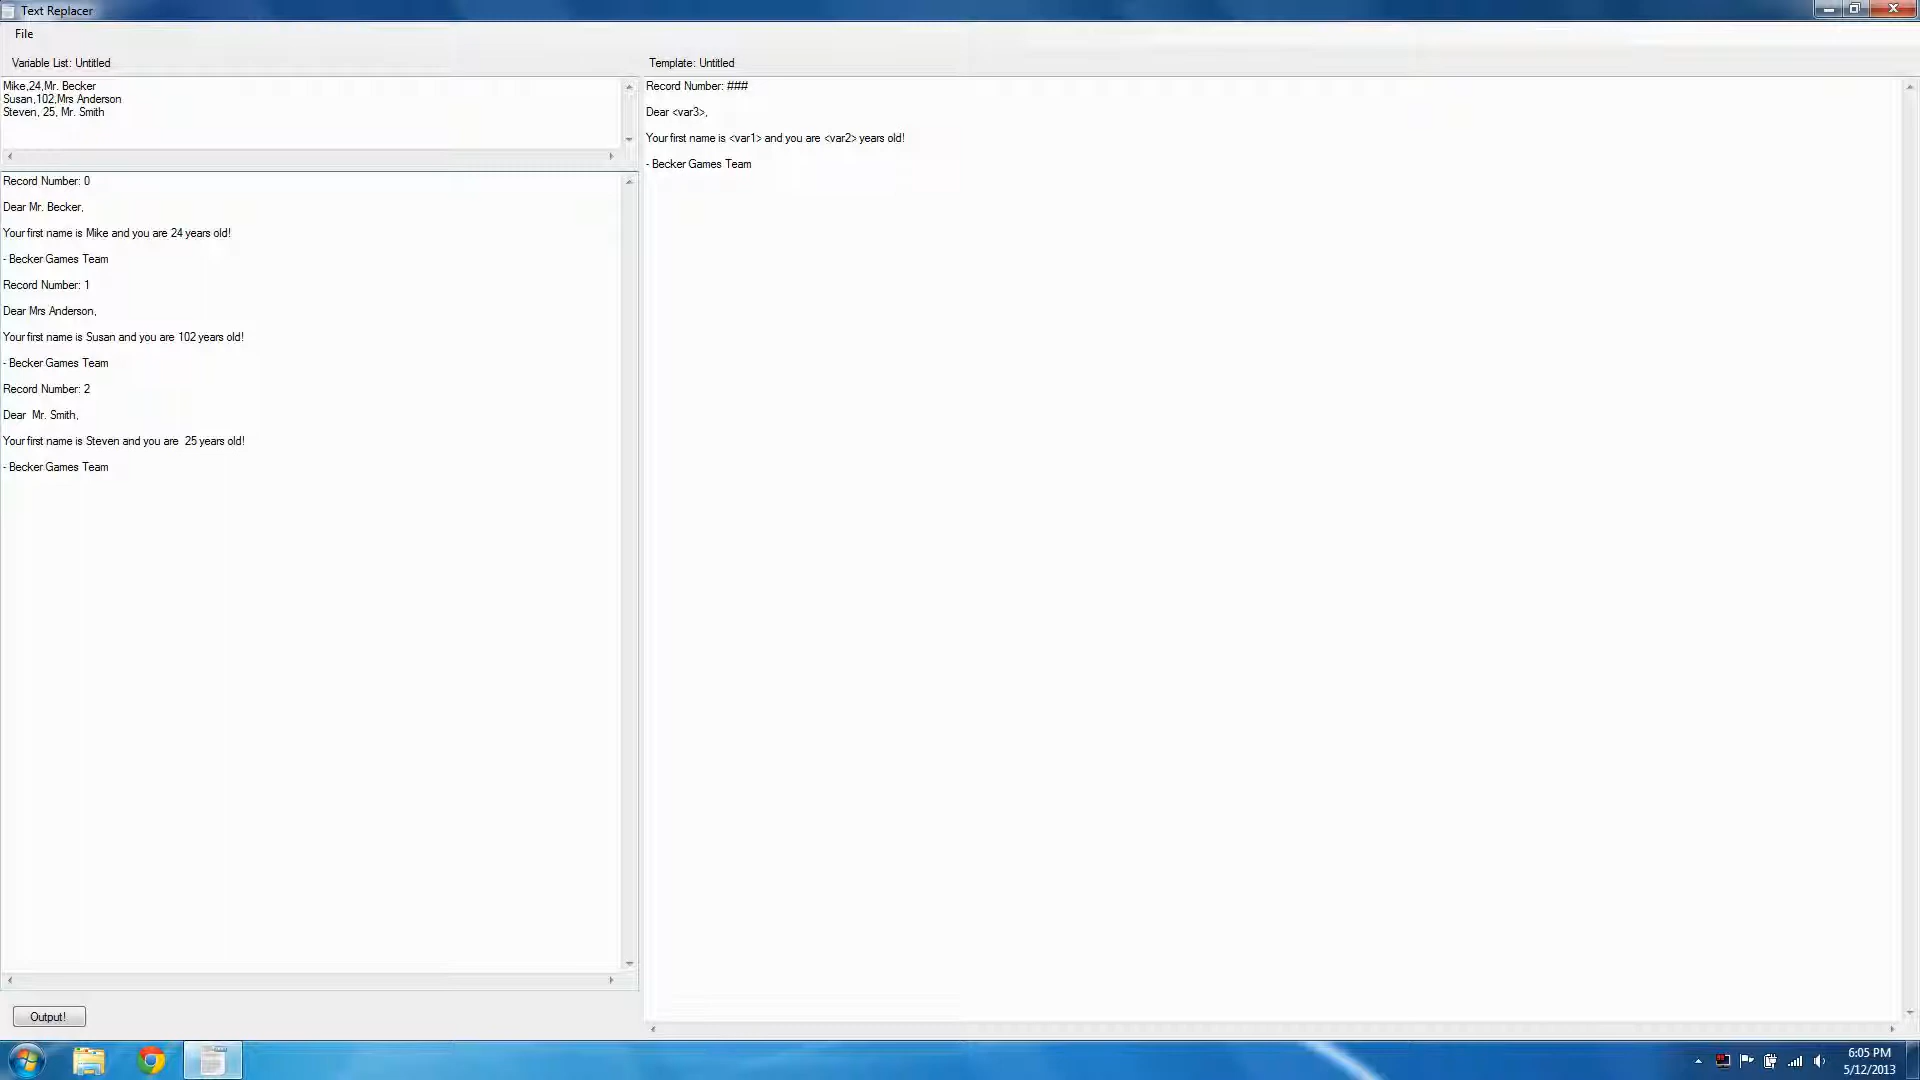 Text Replacer
File
Variable List: Untitled
Mike,24,Mr. Becker
Susan,102,Mrs Anderson
Steven, 25, Mr. Smith
Record Number: 0
Dear Mr. Becker,
Your first name is Mike and you are 24 years old!
- Becker Games Team
Record Number: 1
Dear Mrs Anderson,
Your first name is Susan and you are 102 years old!
- Becker Games Team
Record Number: 2
Dear  Mr. Smith,
Your first name is Steven and you are  25 years old!
- Becker Games Team
Output!
Template: Untitled
Record Number: ###
Dear <var3>,
Your first name is <var1> and you are <var2> years old!
- Becker Games Team
6:05 PM
5/12/2013